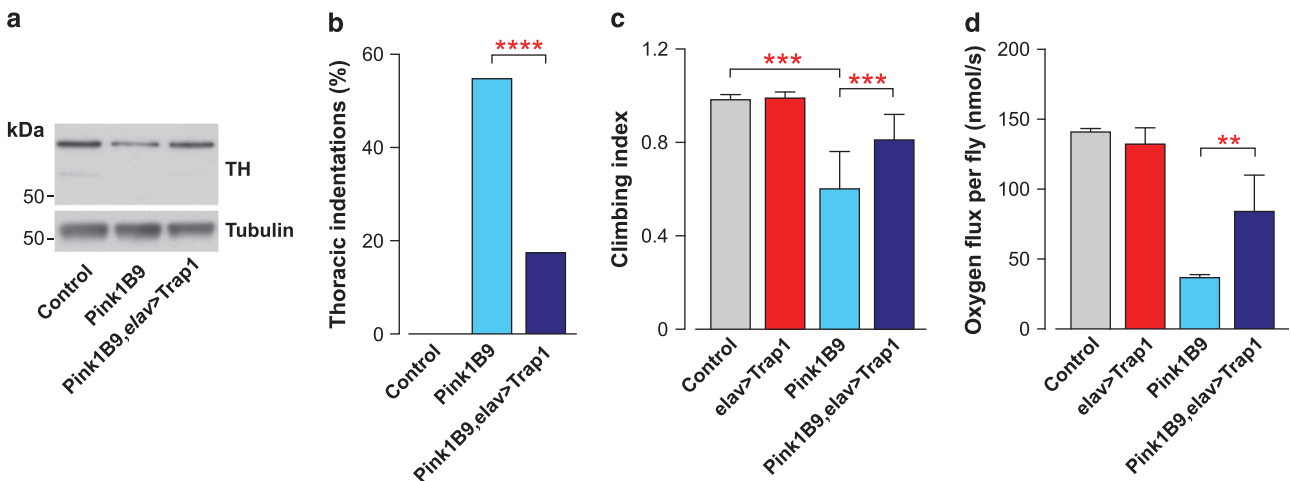 a
kDa
TH
50
Tubulin
50
Control
Pink1B9
Pink1B9,elav>Trap1
b
Thoracic indentations (%)
60
40
20
0
****
Control
Pink1B9
Pink1B9,elav>Trap1
c
Climbing index
1.2
0.8
0.4
0
***
***
Control
elav>Trap1
Pink1B9
Pink1B9,elav>Trap1
d
Oxygen flux per fly (nmol/s)
200
150
100
50
0
**
Control
elav>Trap1
Pink1B9
Pink1B9,elav>Trap1